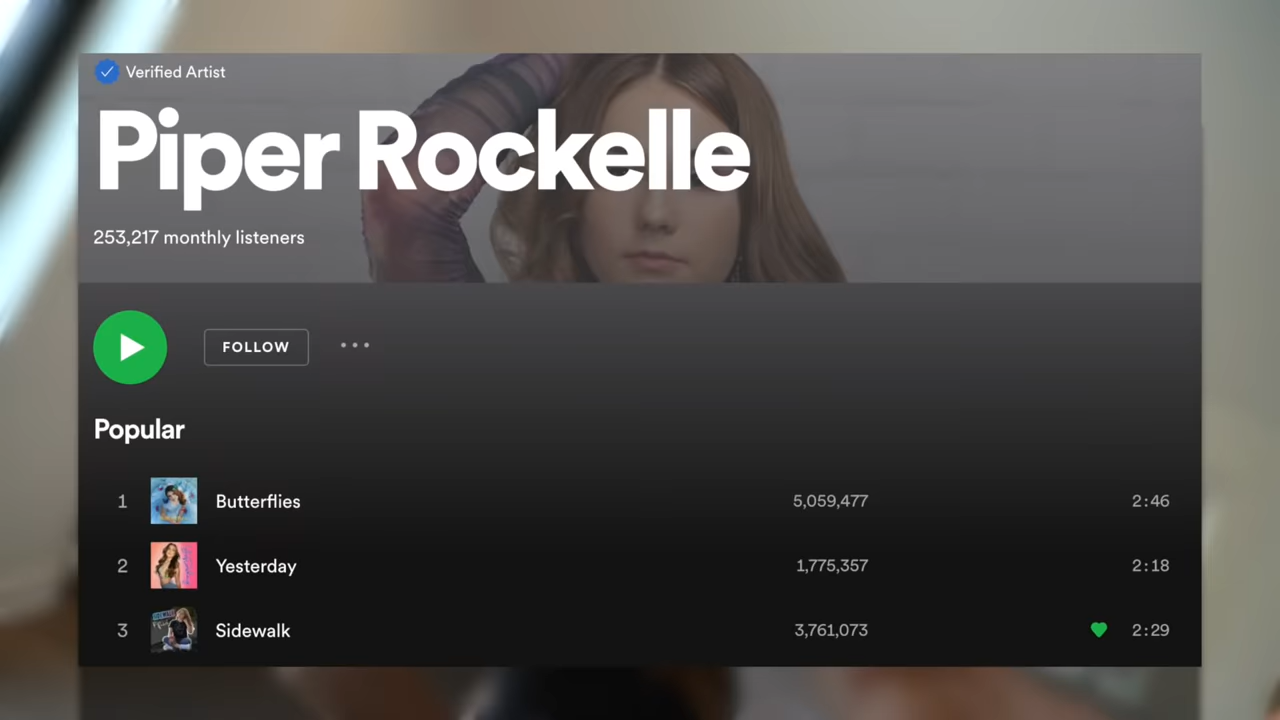 Verified Artist
Piper Rockelle
253,217 monthly listeners
FOLLOW
Popular
1 Butterflies 5,059,477 2:46
2 Yesterday 1,775,357 2:18
3 Sidewalk 3,761,073 2:29